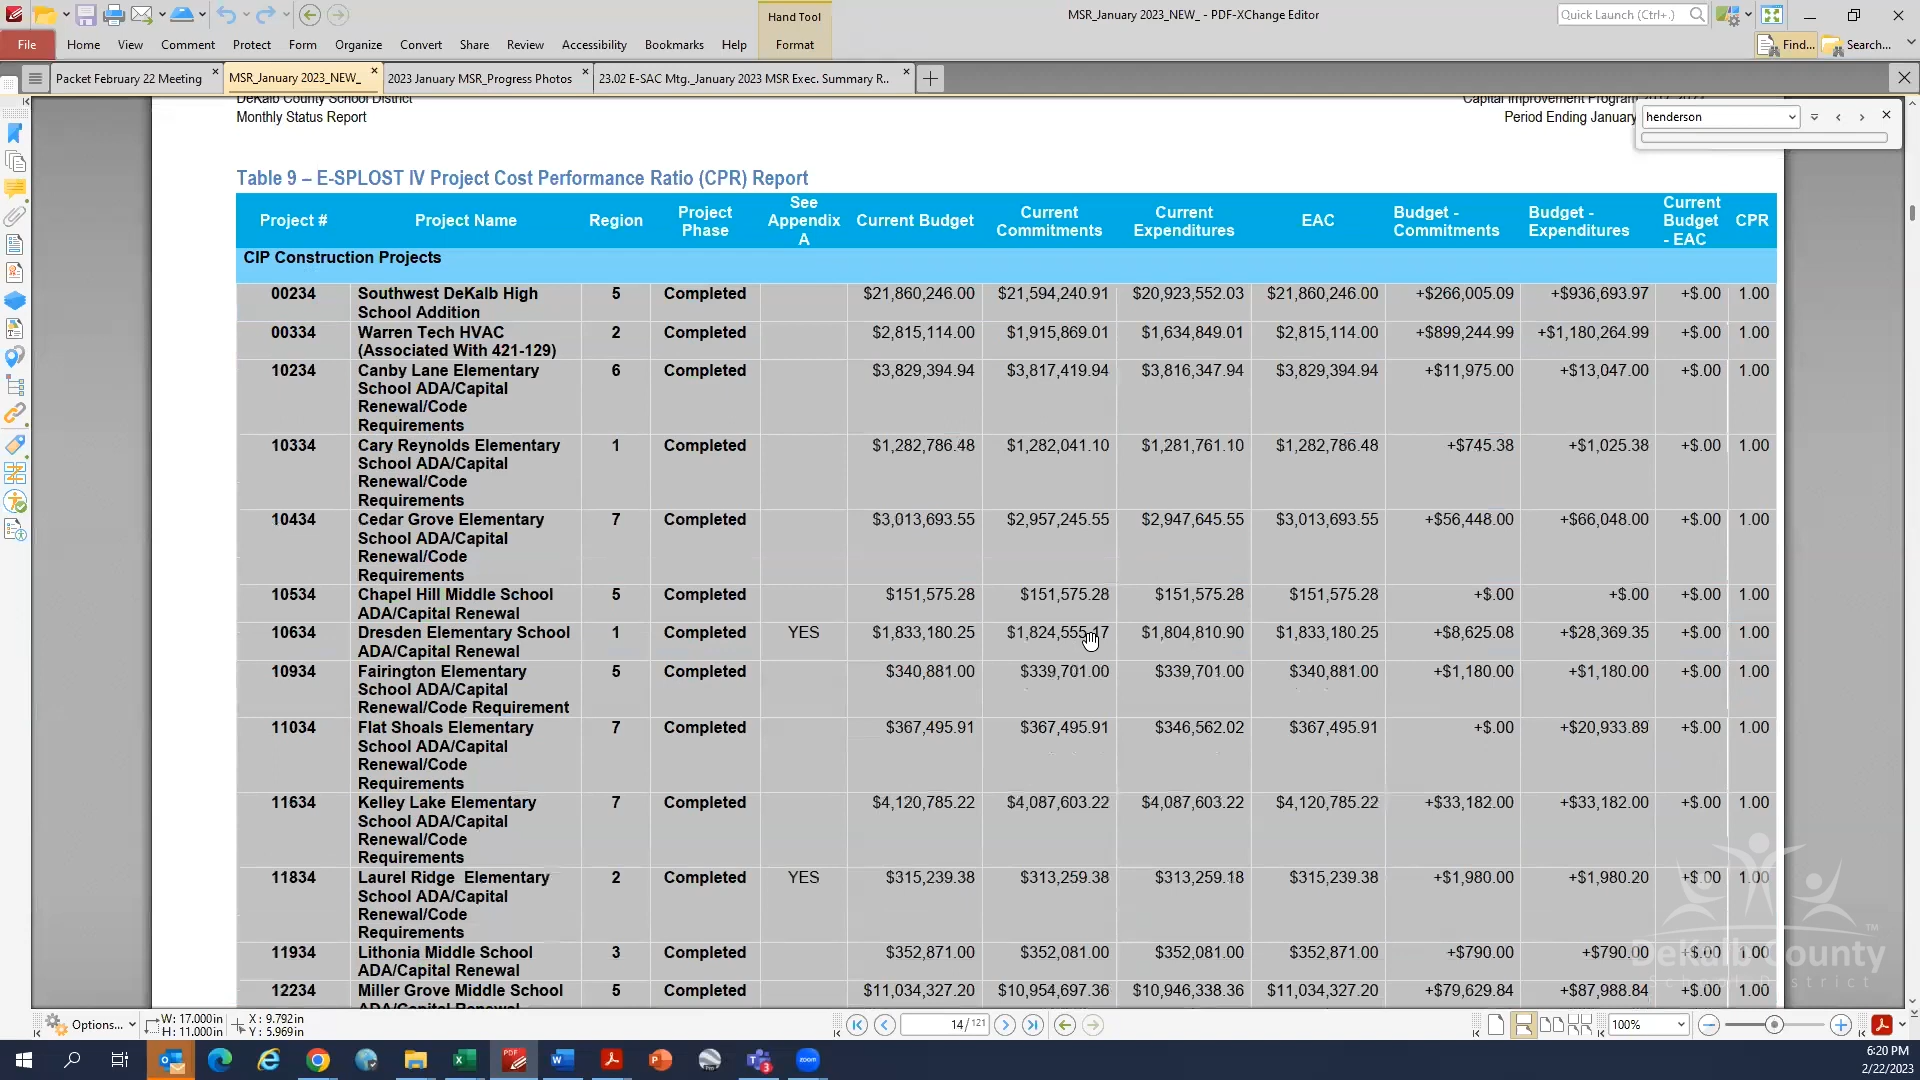 Hand Tool
MSR_January 2023_NEW_ - PDF-XChange Editor
Quick Launch (Ctrl+.)
File Home View Comment Protect Form Organize Convert Share Review Accessibility Bookmarks Help Format
Find... Search...
Packet February 22 Meeting MSR_January 2023_NEW_ 2023 January MSR_Progress Photos 23.02 E-SAC Mtg._January 2023 MSR Exec. Summary R..
DeKalb County School District
Capital Improvement Program
Monthly Status Report
Period Ending January
henderson
Table 9 – E-SPLOST IV Project Cost Performance Ratio (CPR) Report
Project # Project Name Region Project Phase See Appendix A Current Budget Current Commitments Current Expenditures EAC Budget - Commitments Budget - Expenditures Current Budget - EAC CPR
CIP Construction Projects
00234 Southwest DeKalb High 5 Completed $21,860,246.00 $21,594,240.91 $20,923,552.03 $21,860,246.00 +$266,005.09 +$936,693.97 +$.00 1.00
School Addition
00334 Warren Tech HVAC 2 Completed $2,815,114.00 $1,915,869.01 $1,634,849.01 $2,815,114.00 +$899,244.99 +$1,180,264.99 +$.00 1.00
(Associated With 421-129)
10234 Canby Lane Elementary 6 Completed $3,829,394.94 $3,817,419.94 $3,816,347.94 $3,829,394.94 +$11,975.00 +$13,047.00 +$.00 1.00
School ADA/Capital
Renewal/Code
Requirements
10334 Cary Reynolds Elementary 1 Completed $1,282,786.48 $1,282,041.10 $1,281,761.10 $1,282,786.48 +$745.38 +$1,025.38 +$.00 1.00
School ADA/Capital
Renewal/Code
Requirements
10434 Cedar Grove Elementary 7 Completed $3,013,693.55 $2,957,245.55 $2,947,645.55 $3,013,693.55 +$56,448.00 +$66,048.00 +$.00 1.00
School ADA/Capital
Renewal/Code
Requirements
10534 Chapel Hill Middle School 5 Completed $151,575.28 $151,575.28 $151,575.28 $151,575.28 +$.00 +$.00 +$.00 1.00
ADA/Capital Renewal
10634 Dresden Elementary School 1 Completed YES $1,833,180.25 $1,824,555.17 $1,804,810.90 $1,833,180.25 +$8,625.08 +$28,369.35 +$.00 1.00
ADA/Capital Renewal
10934 Fairington Elementary 5 Completed $340,881.00 $339,701.00 $339,701.00 $340,881.00 +$1,180.00 +$1,180.00 +$.00 1.00
School ADA/Capital
Renewal/Code Requirement
11034 Flat Shoals Elementary 7 Completed $367,495.91 $367,495.91 $346,562.02 $367,495.91 +$.00 +$20,933.89 +$.00 1.00
School ADA/Capital
Renewal/Code
Requirements
11634 Kelley Lake Elementary 7 Completed $4,120,785.22 $4,087,603.22 $4,087,603.22 $4,120,785.22 +$33,182.00 +$33,182.00 +$.00 1.00
School ADA/Capital
Renewal/Code
Requirements
11834 Laurel Ridge Elementary 2 Completed YES $315,239.38 $313,259.38 $313,259.18 $315,239.38 +$1,980.00 +$1,980.20 +$.00 1.00
School ADA/Capital
Renewal/Code
Requirements
11934 Lithonia Middle School 3 Completed $352,871.00 $352,081.00 $352,081.00 $352,871.00 +$790.00 +$790.00 +$.00 1.00
ADA/Capital Renewal
12234 Miller Grove Middle School 5 Completed $11,034,327.20 $10,954,697.36 $10,946,338.36 $11,034,327.20 +$79,629.84 +$87,988.84 +$.00 1.00
ADA/Capital Renewal
DeKalb County
School District
TM
Options... W: 17.000in H: 11.000in X : 9.792in Y : 5.969in 14 / 121 100%
6:20 PM
2/22/2023